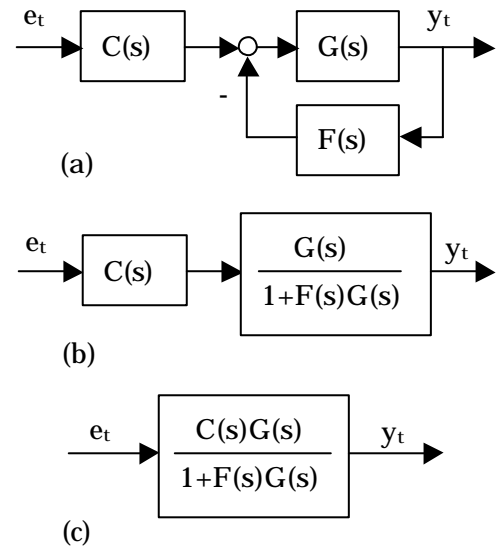 eₜ C(s) G(s) yₜ
-
F(s)
(a)
eₜ C(s) G(s) yₜ
1+F(s)G(s)
(b)
eₜ C(s)G(s) yₜ
1+F(s)G(s)
(c)